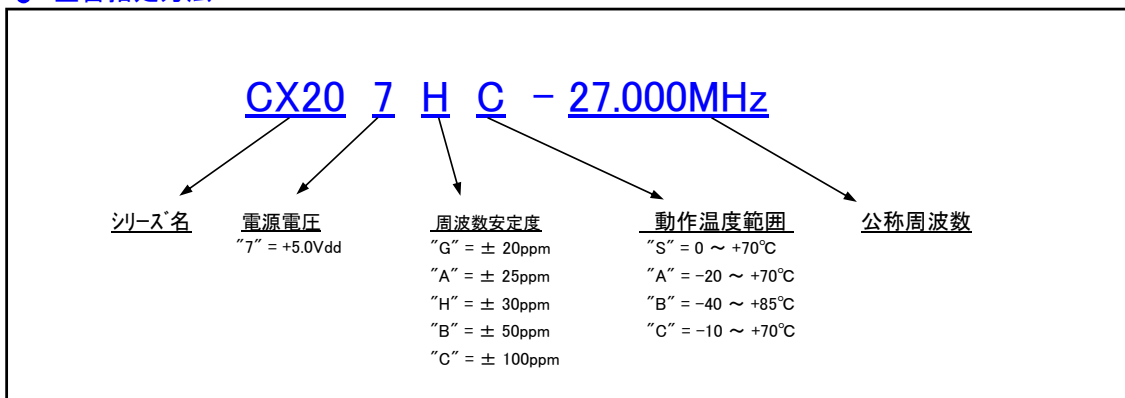 CX20 7 H C - 27.000MHz
シリーズ名 電源電圧 周波数安定度 動作温度範囲 公称周波数
"7" = +5.0Vdd "G" = ± 20ppm "S" = 0 ～ +70℃
"A" = ± 25ppm "A" = -20 ～ +70℃
"H" = ± 30ppm "B" = -40 ～ +85℃
"B" = ± 50ppm "C" = -10 ～ +70℃
"C" = ± 100ppm